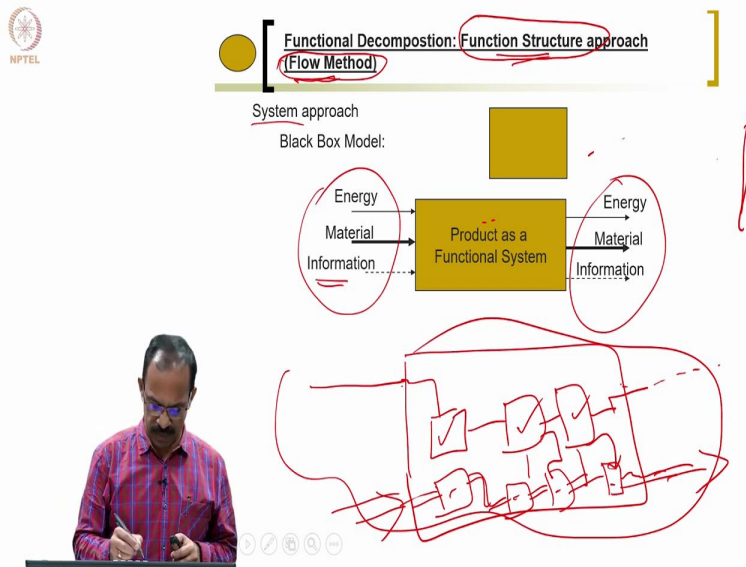 NPTEL
Functional Decompostion: Function Structure approach
(Flow Method)
System approach
Black Box Model:
Energy
Material
Information
Product as a
Functional System
Energy
Material
Information